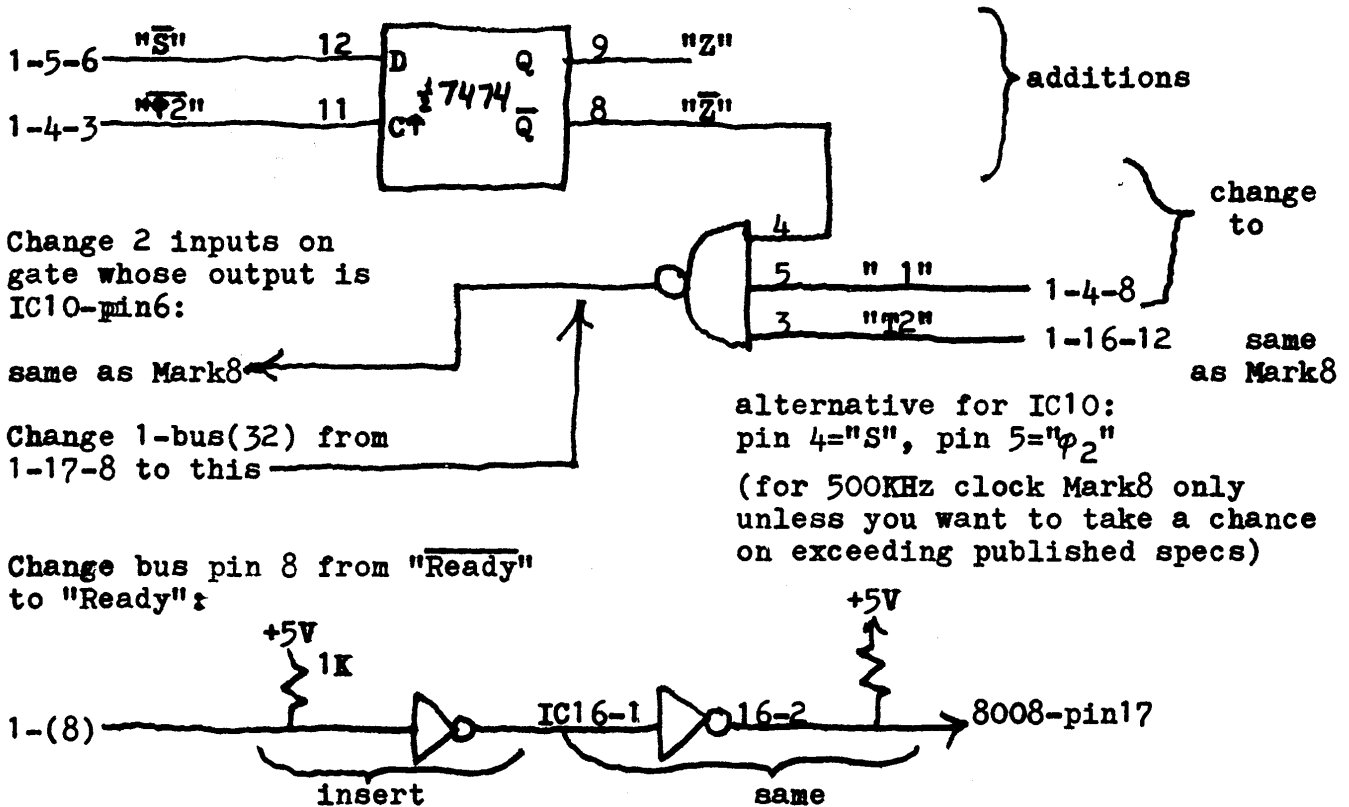 1-5-6 "S̅" 12 D Q 9 "Z"
½7474
1-4-3 "φ̅2̅" 11 C↑ Q̅ 8 "Z̅"
additions
change
to
Change 2 inputs on
gate whose output is
IC10-pin6:
4
5 " 1" 1-4-8
3 "T2" 1-16-12
same
as Mark8
same as Mark8
Change 1-bus(32) from
1-17-8 to this
alternative for IC10:
pin 4="S", pin 5="φ2"
(for 500KHz clock Mark8 only
unless you want to take a chance
on exceeding published specs)
Change bus pin 8 from "R̅e̅a̅d̅y̅"
to "Ready":
+5V
1K
+5V
1-(8) IC16-1 16-2 8008-pin17
insert
same